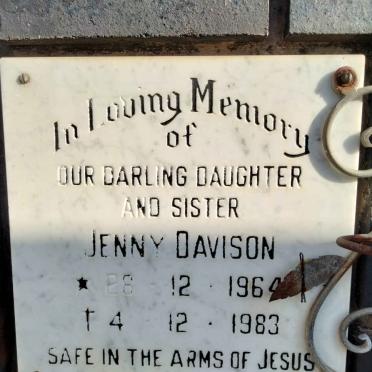 In Loving Memory
of
OUR DARLING DAUGHTER
AND SISTER
JENNY DAVISON
★ 28 · 12 · 1964
† 4 · 12 · 1983
SAFE IN THE ARMS OF JESUS